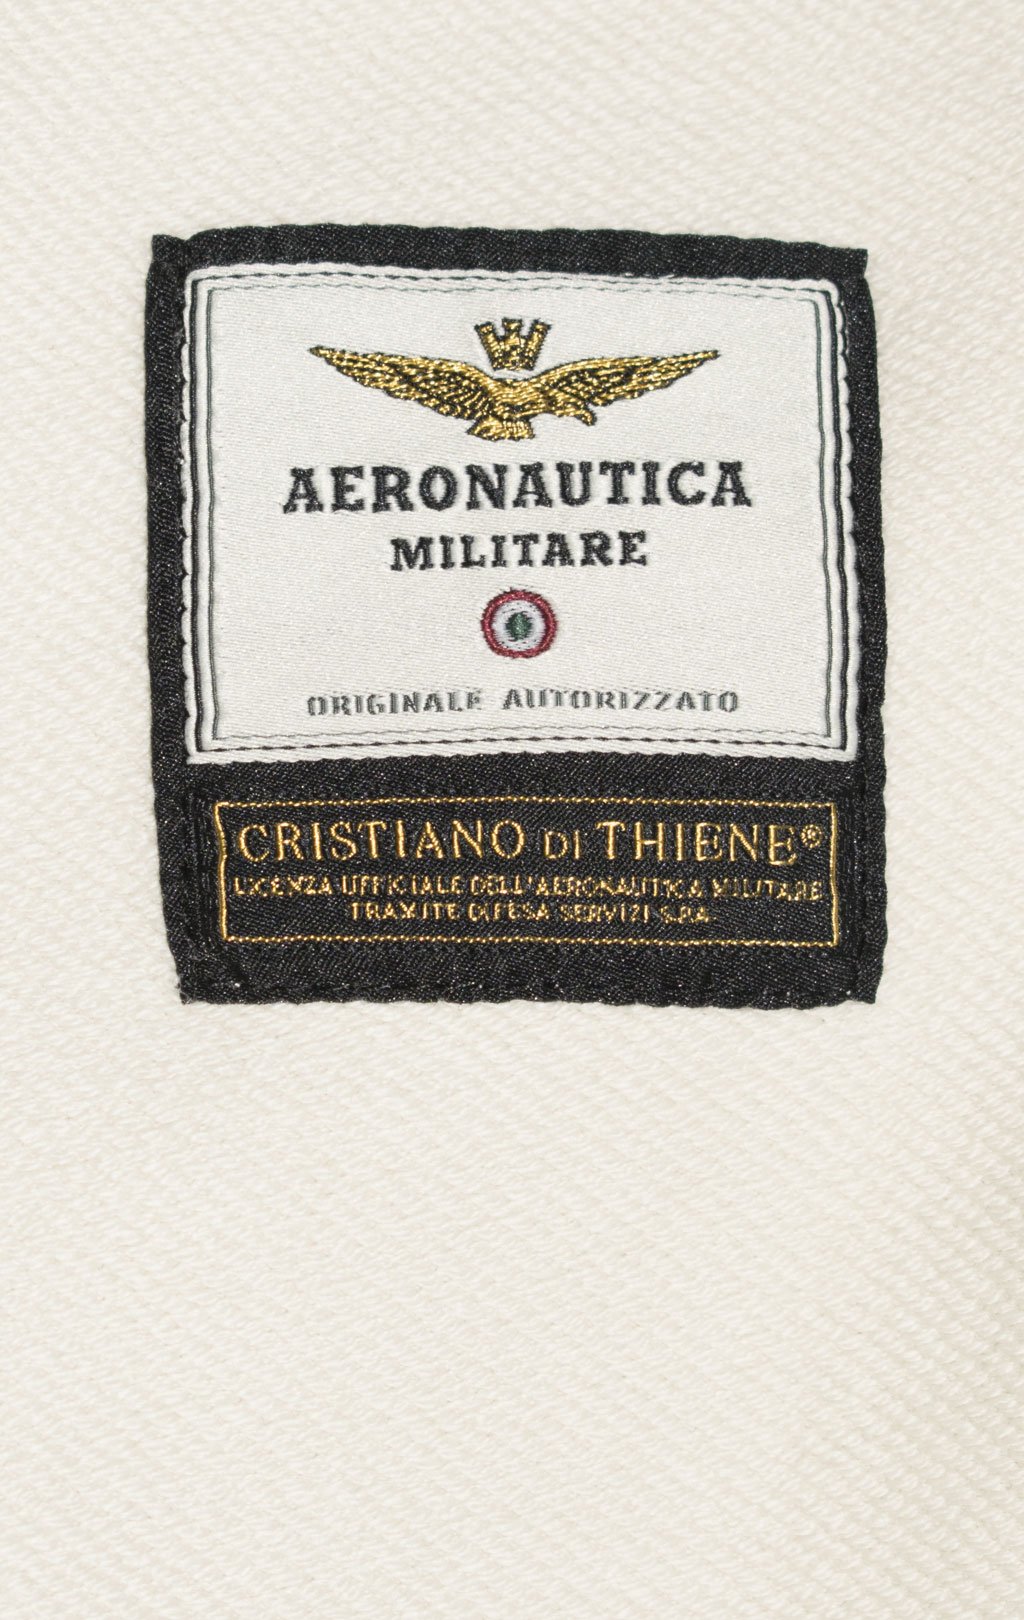 AERONAUTICA
MILITARE
ORIGINALE AUTORIZZATO
CRISTIANO DI THIENE®
LICENZA UFFICIALE DELL'AERONAUTICA MILITARE
TRAMITE DIFESA SERVIZI S.P.A.